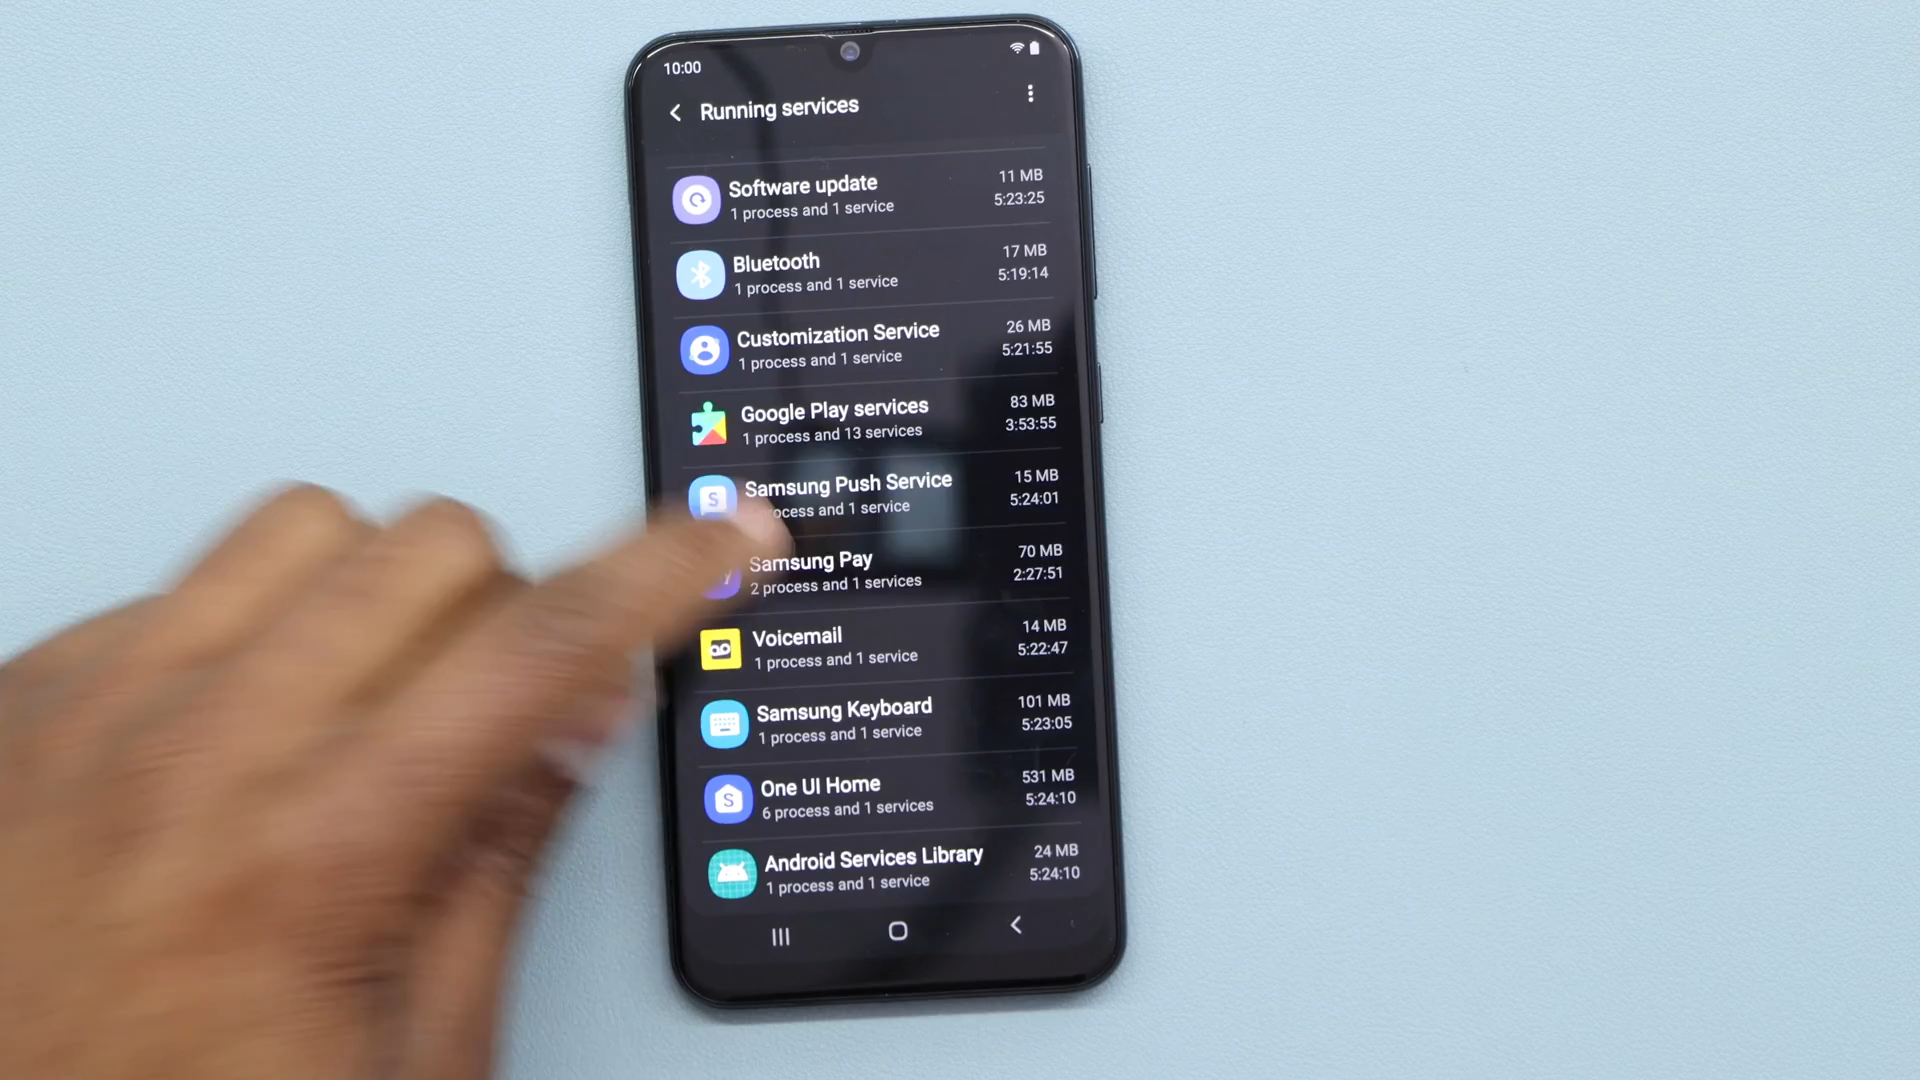 10:00
Running services
Software update
11 MB
1 process and 1 service
5:23:25
Bluetooth
17 MB
1 process and 1 service
5:19:14
Customization Service
26 MB
1 process and 1 service
5:21:55
Google Play services
83 MB
1 process and 13 services
3:53:55
S
Samsung Push Service
15 MB
ocess and 1 service
5:24:01
Samsung Pay
70 MB
2 process and 1 services
2:27:51
Voicemail
14 MB
1 process and 1 service
5:22:47
Samsung Keyboard
101 MB
1 process and 1 service
5:23:05
S
One UI Home
531 MB
6 process and 1 services
5:24:10
Android Services Library
24 MB
1 process and 1 service
5:24:10